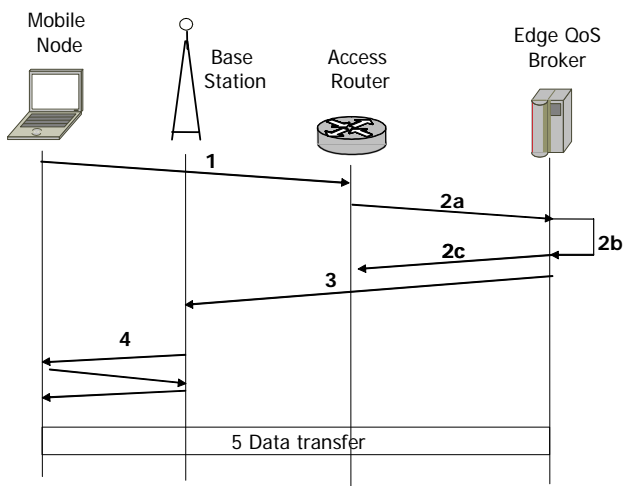 Mobile
Node
Base
Station
Access
Router
Edge QoS
Broker
1
2a
2b
2c
3
4
5 Data transfer